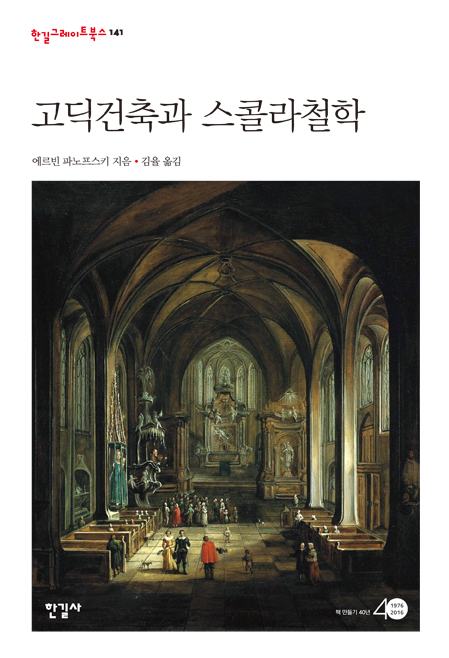 한길그레이트북스 141
고딕건축과 스콜라철학
에르빈 파노프스키 지음 • 김율 옮김
한길사
책 만들기 40년 40 1976 2016